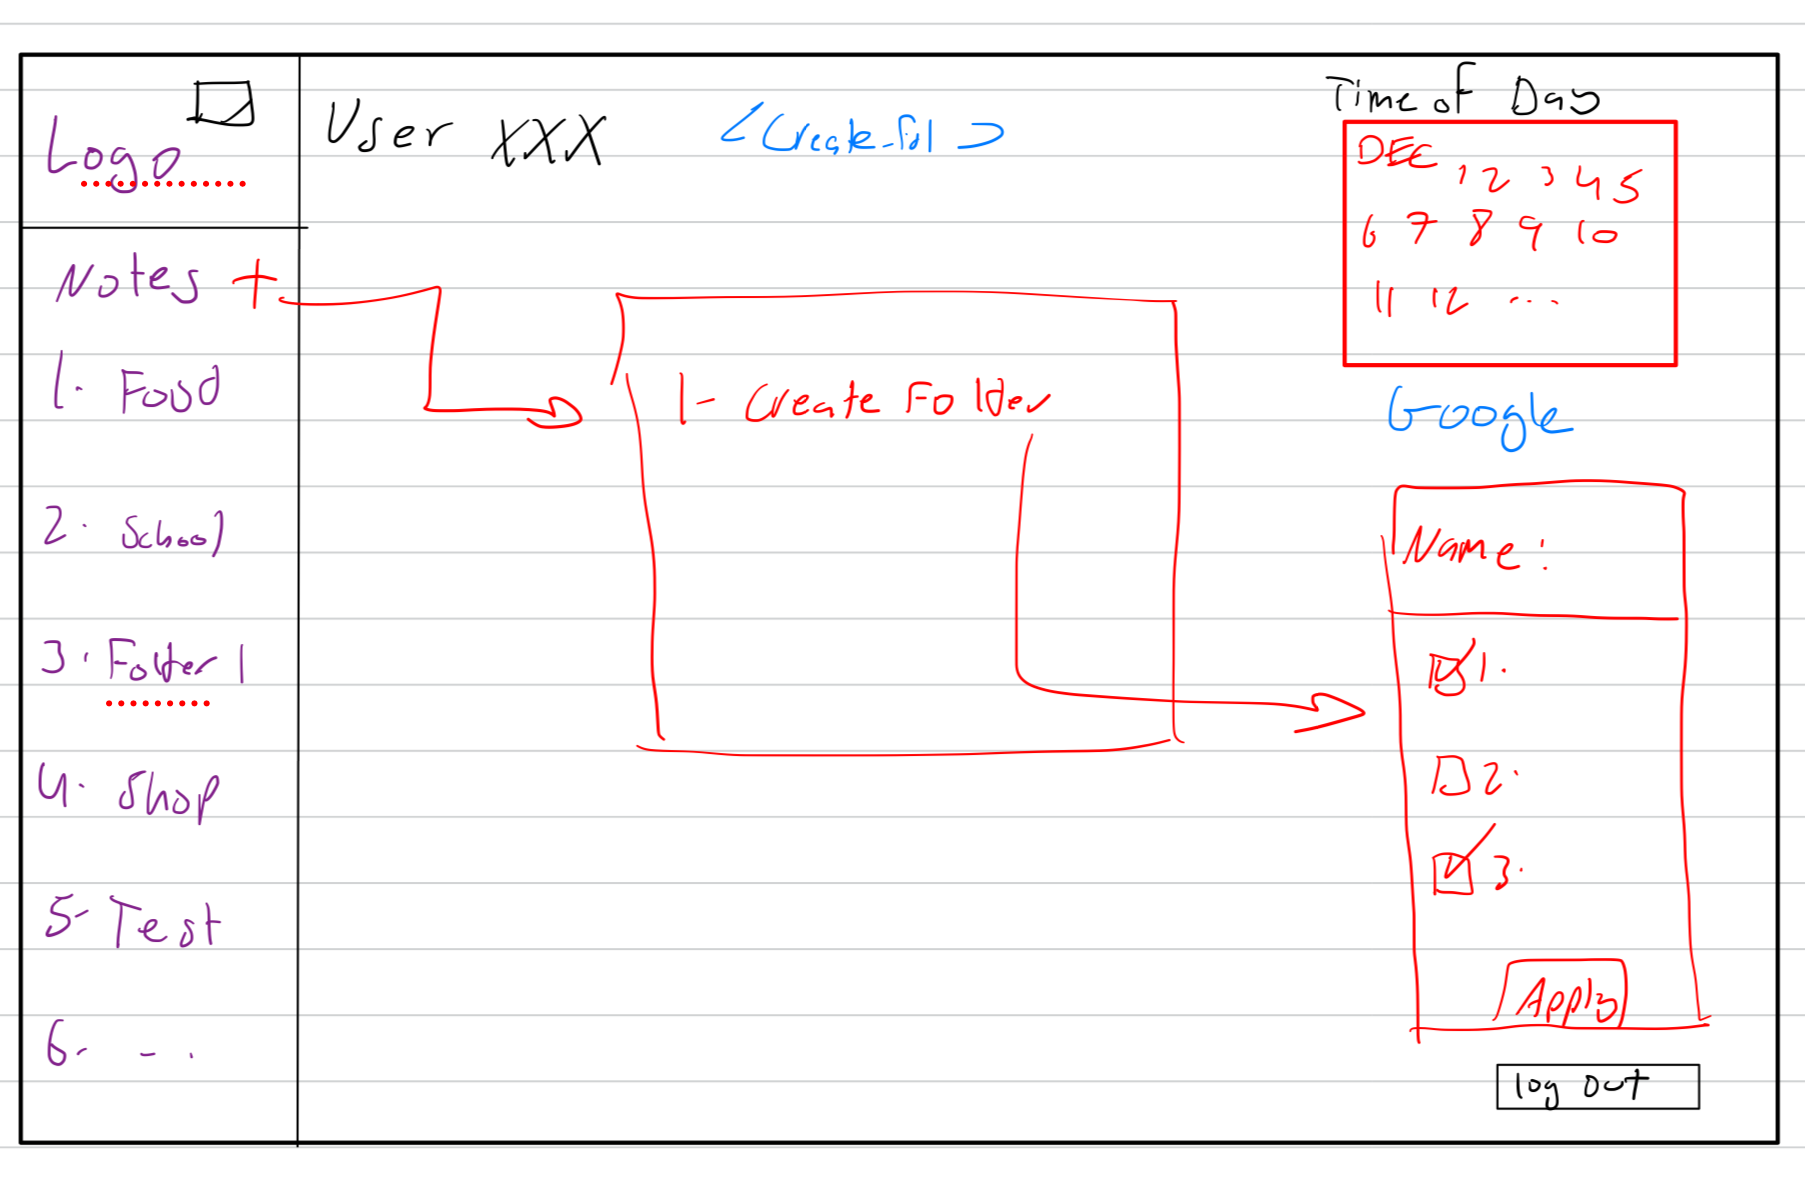 Logo
User XXX
<Create_fol>
Time of Day
DEC 1 2 3 4 5
6 7 8 9 10
11 12 ...
Google
Notes +
1. Food
2. School
3. Folder 1
4. Shop
5- Test
6. - .
1- Create Folder
Name:
1.
2.
3.
Apply
log out